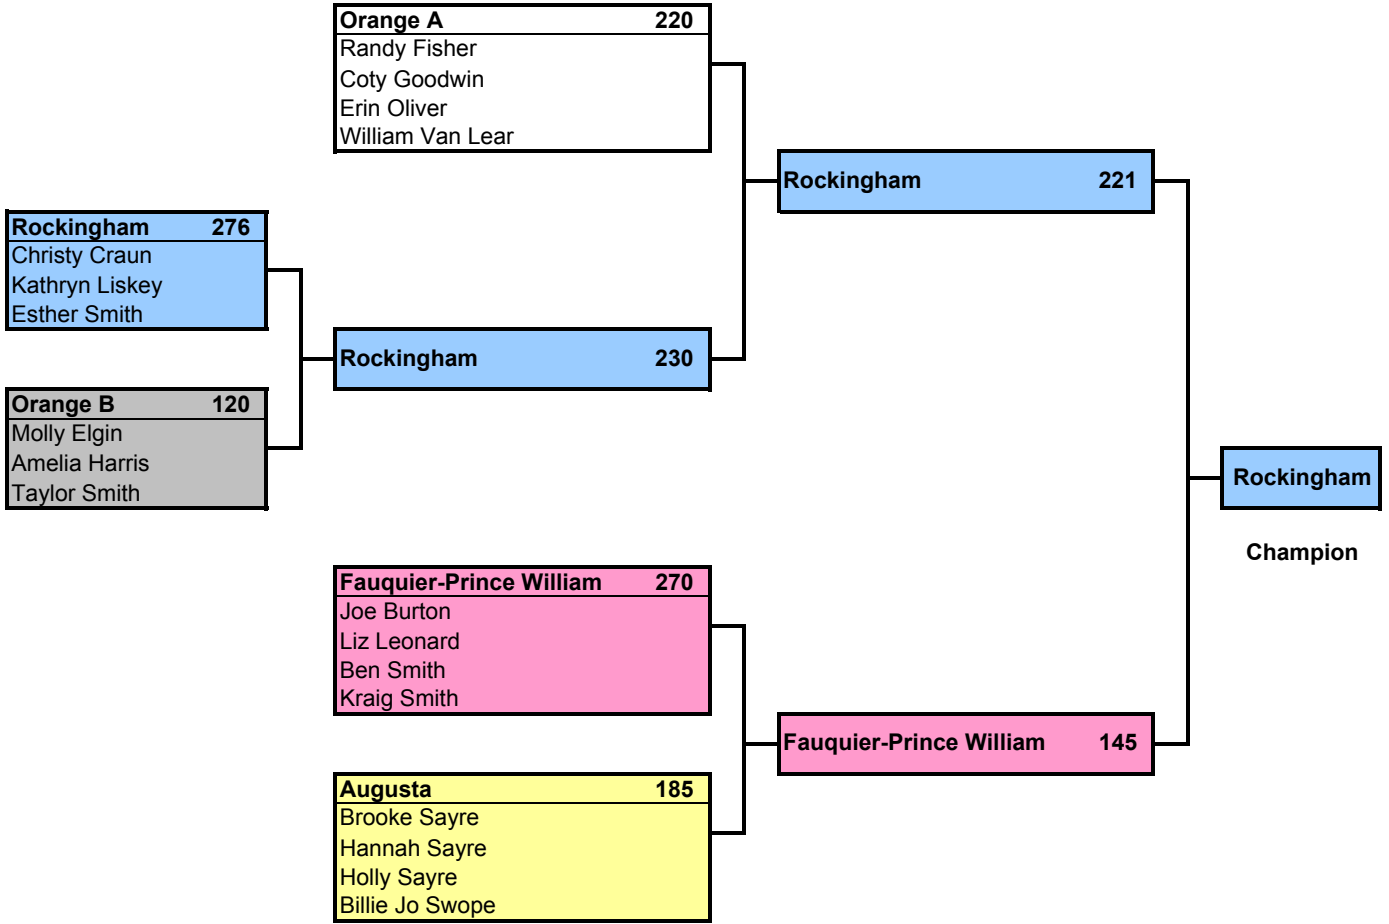 Orange A 220
Randy Fisher
Coty Goodwin
Erin Oliver
William Van Lear
Rockingham 221
Rockingham 276
Christy Craun
Kathryn Liskey
Esther Smith
Rockingham 230
Orange B 120
Molly Elgin
Amelia Harris
Taylor Smith
Rockingham
Champion
Fauquier-Prince William 270
Joe Burton
Liz Leonard
Ben Smith
Kraig Smith
Fauquier-Prince William 145
Augusta 185
Brooke Sayre
Hannah Sayre
Holly Sayre
Billie Jo Swope